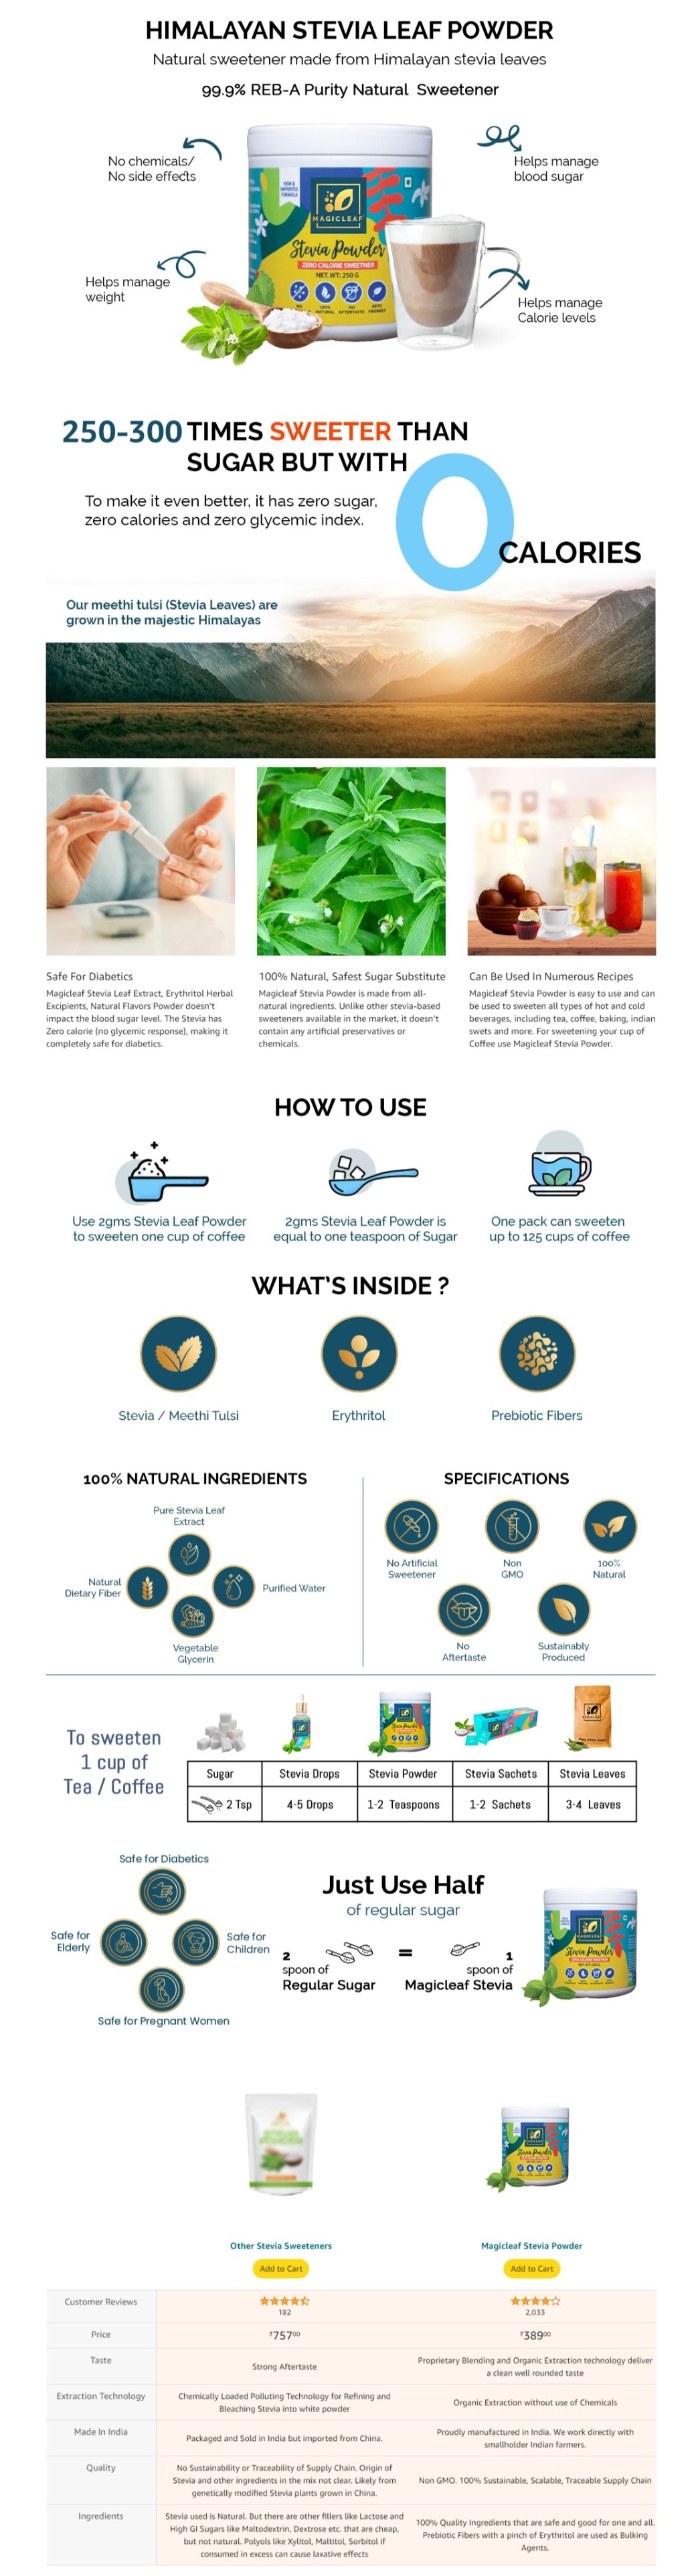 HIMALAYAN STEVIA LEAF POWDER
Natural sweetener made from Himalayan stevia leaves
99.9% REB-A Purity Natural Sweetener
No chemicals/
No side effects
Helps manage
blood sugar
Helps manage
weight
Helps manage
Calorie levels
MAGICLEAF
Stevia Powder
ZERO CALORIE SWEETNER
NET. WT: 250 G
250-300 TIMES SWEETER THAN
SUGAR BUT WITH
0
CALORIES
To make it even better, it has zero sugar,
zero calories and zero glycemic index.
Our meethi tulsi (Stevia Leaves) are
grown in the majestic Himalayas
Safe For Diabetics
Magicleaf Stevia Leaf Extract, Erythritol Herbal
Excipients, Natural Flavors Powder doesn't
impact the blood sugar level. The Stevia has
Zero calorie (no glycemic response), making it
completely safe for diabetics.
100% Natural, Safest Sugar Substitute
Magicleaf Stevia Powder is made from all-
natural ingredients. Unlike other stevia-based
sweeteners available in the market, it doesn't
contain any artificial preservatives or
chemicals.
Can Be Used In Numerous Recipes
Magicleaf Stevia Powder is easy to use and can
be used to sweeten all types of hot and cold
beverages, including tea, coffee, baking, indian
swets and more. For sweetening your cup of
Coffee use Magicleaf Stevia Powder.
HOW TO USE
Use 2gms Stevia Leaf Powder
to sweeten one cup of coffee
2gms Stevia Leaf Powder is
equal to one teaspoon of Sugar
One pack can sweeten
up to 125 cups of coffee
WHAT'S INSIDE ?
Stevia / Meethi Tulsi
Erythritol
Prebiotic Fibers
100% NATURAL INGREDIENTS
Pure Stevia Leaf
Extract
Natural
Dietary Fiber
Purified Water
Vegetable
Glycerin
SPECIFICATIONS
No Artificial
Sweetener
Non
GMO
100%
Natural
No
Aftertaste
Sustainably
Produced
To sweeten
1 cup of
Tea / Coffee
Sugar
Stevia Drops
Stevia Powder
Stevia Sachets
Stevia Leaves
2 Tsp
4-5 Drops
1-2 Teaspoons
1-2 Sachets
3-4 Leaves
Safe for Diabetics
Safe for
Elderly
Safe for
Children
Safe for Pregnant Women
Just Use Half
of regular sugar
2
spoon of
Regular Sugar
=
1
spoon of
Magicleaf Stevia
Stevia Powder
Other Stevia Sweeteners
Magicleaf Stevia Powder
Add to Cart
Add to Cart
Customer Reviews
182
2,033
Price
₹757⁰⁰
₹389⁰⁰
Taste
Strong Aftertaste
Proprietary Blending and Organic Extraction technology deliver
a clean well rounded taste
Extraction Technology
Chemically Loaded Polluting Technology for Refining and
Bleaching Stevia into white powder
Organic Extraction without use of Chemicals
Made In India
Packaged and Sold in India but imported from China.
Proudly manufactured in India. We work directly with
smallholder Indian farmers.
Quality
No Sustainability or Traceability of Supply Chain. Origin of
Stevia and other ingredients in the mix not clear. Likely from
genetically modified Stevia plants grown in China.
Non GMO. 100% Sustainable, Scalable, Traceable Supply Chain
Ingredients
Stevia used is Natural. But there are other fillers like Lactose and
High GI Sugars like Maltodextrin, Dextrose etc. that are cheap,
but not natural. Polyols like Xylitol, Maltitol, Sorbitol if
consumed in excess can cause laxative effects
100% Quality Ingredients that are safe and good for one and all.
Prebiotic Fibers with a pinch of Erythritol are used as Bulking
Agents.